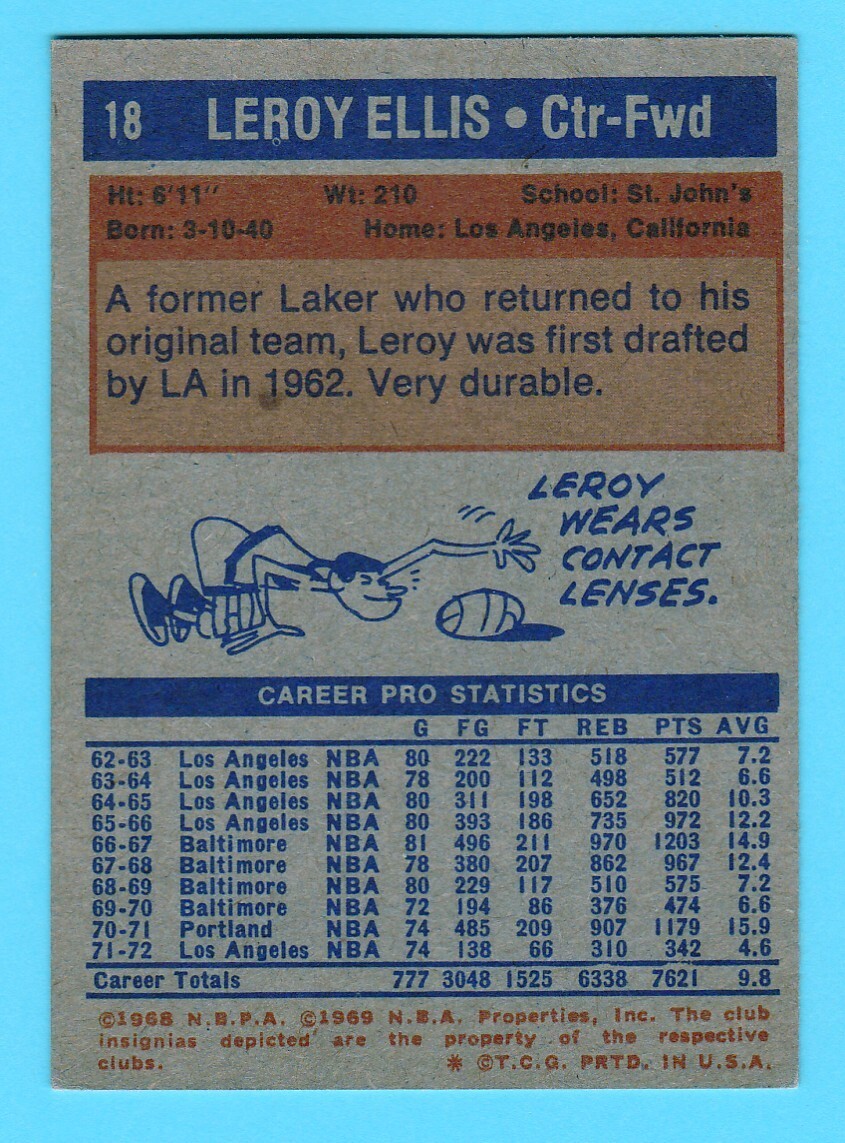 18 LEROY ELLIS • Ctr-Fwd
Ht: 6'11" Wt: 210 School: St. John's
Born: 3-10-40 Home: Los Angeles, California
A former Laker who returned to his
original team, Leroy was first drafted
by LA in 1962. Very durable.
LEROY
WEARS
CONTACT
LENSES.
CAREER PRO STATISTICS
G FG FT REB PTS AVG
62-63 Los Angeles NBA 80 222 133 518 577 7.2
63-64 Los Angeles NBA 78 200 112 498 512 6.6
64-65 Los Angeles NBA 80 311 198 652 820 10.3
65-66 Los Angeles NBA 80 393 186 735 972 12.2
66-67 Baltimore NBA 81 496 211 970 1203 14.9
67-68 Baltimore NBA 78 380 207 862 967 12.4
68-69 Baltimore NBA 80 229 117 510 575 7.2
69-70 Baltimore NBA 72 194 86 376 474 6.6
70-71 Portland NBA 74 485 209 907 1179 15.9
71-72 Los Angeles NBA 74 138 66 310 342 4.6
Career Totals 777 3048 1525 6338 7621 9.8
©1968 N.B.P.A. ©1969 N.B.A. Properties, Inc. The club
insignias depicted are the property of the respective
clubs. * ©T.C.G. PRTD. IN U.S.A.